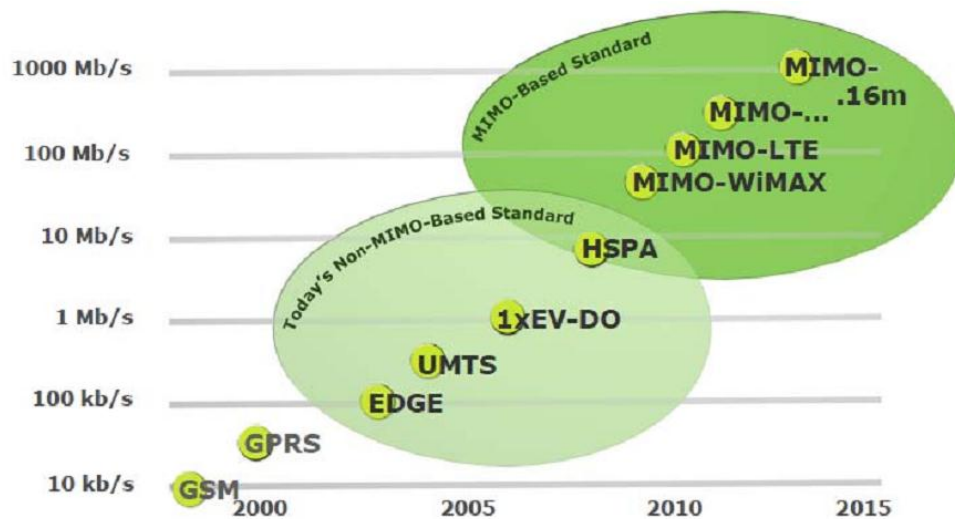 1000 Mb/s
100 Mb/s
10 Mb/s
1 Mb/s
100 kb/s
10 kb/s
MIMO-Based Standard
MIMO-
.16m
MIMO-...
MIMO-LTE
MIMO-WiMAX
Today's Non-MIMO-Based Standard
HSPA
1xEV-DO
UMTS
EDGE
GPRS
GSM
2000
2005
2010
2015